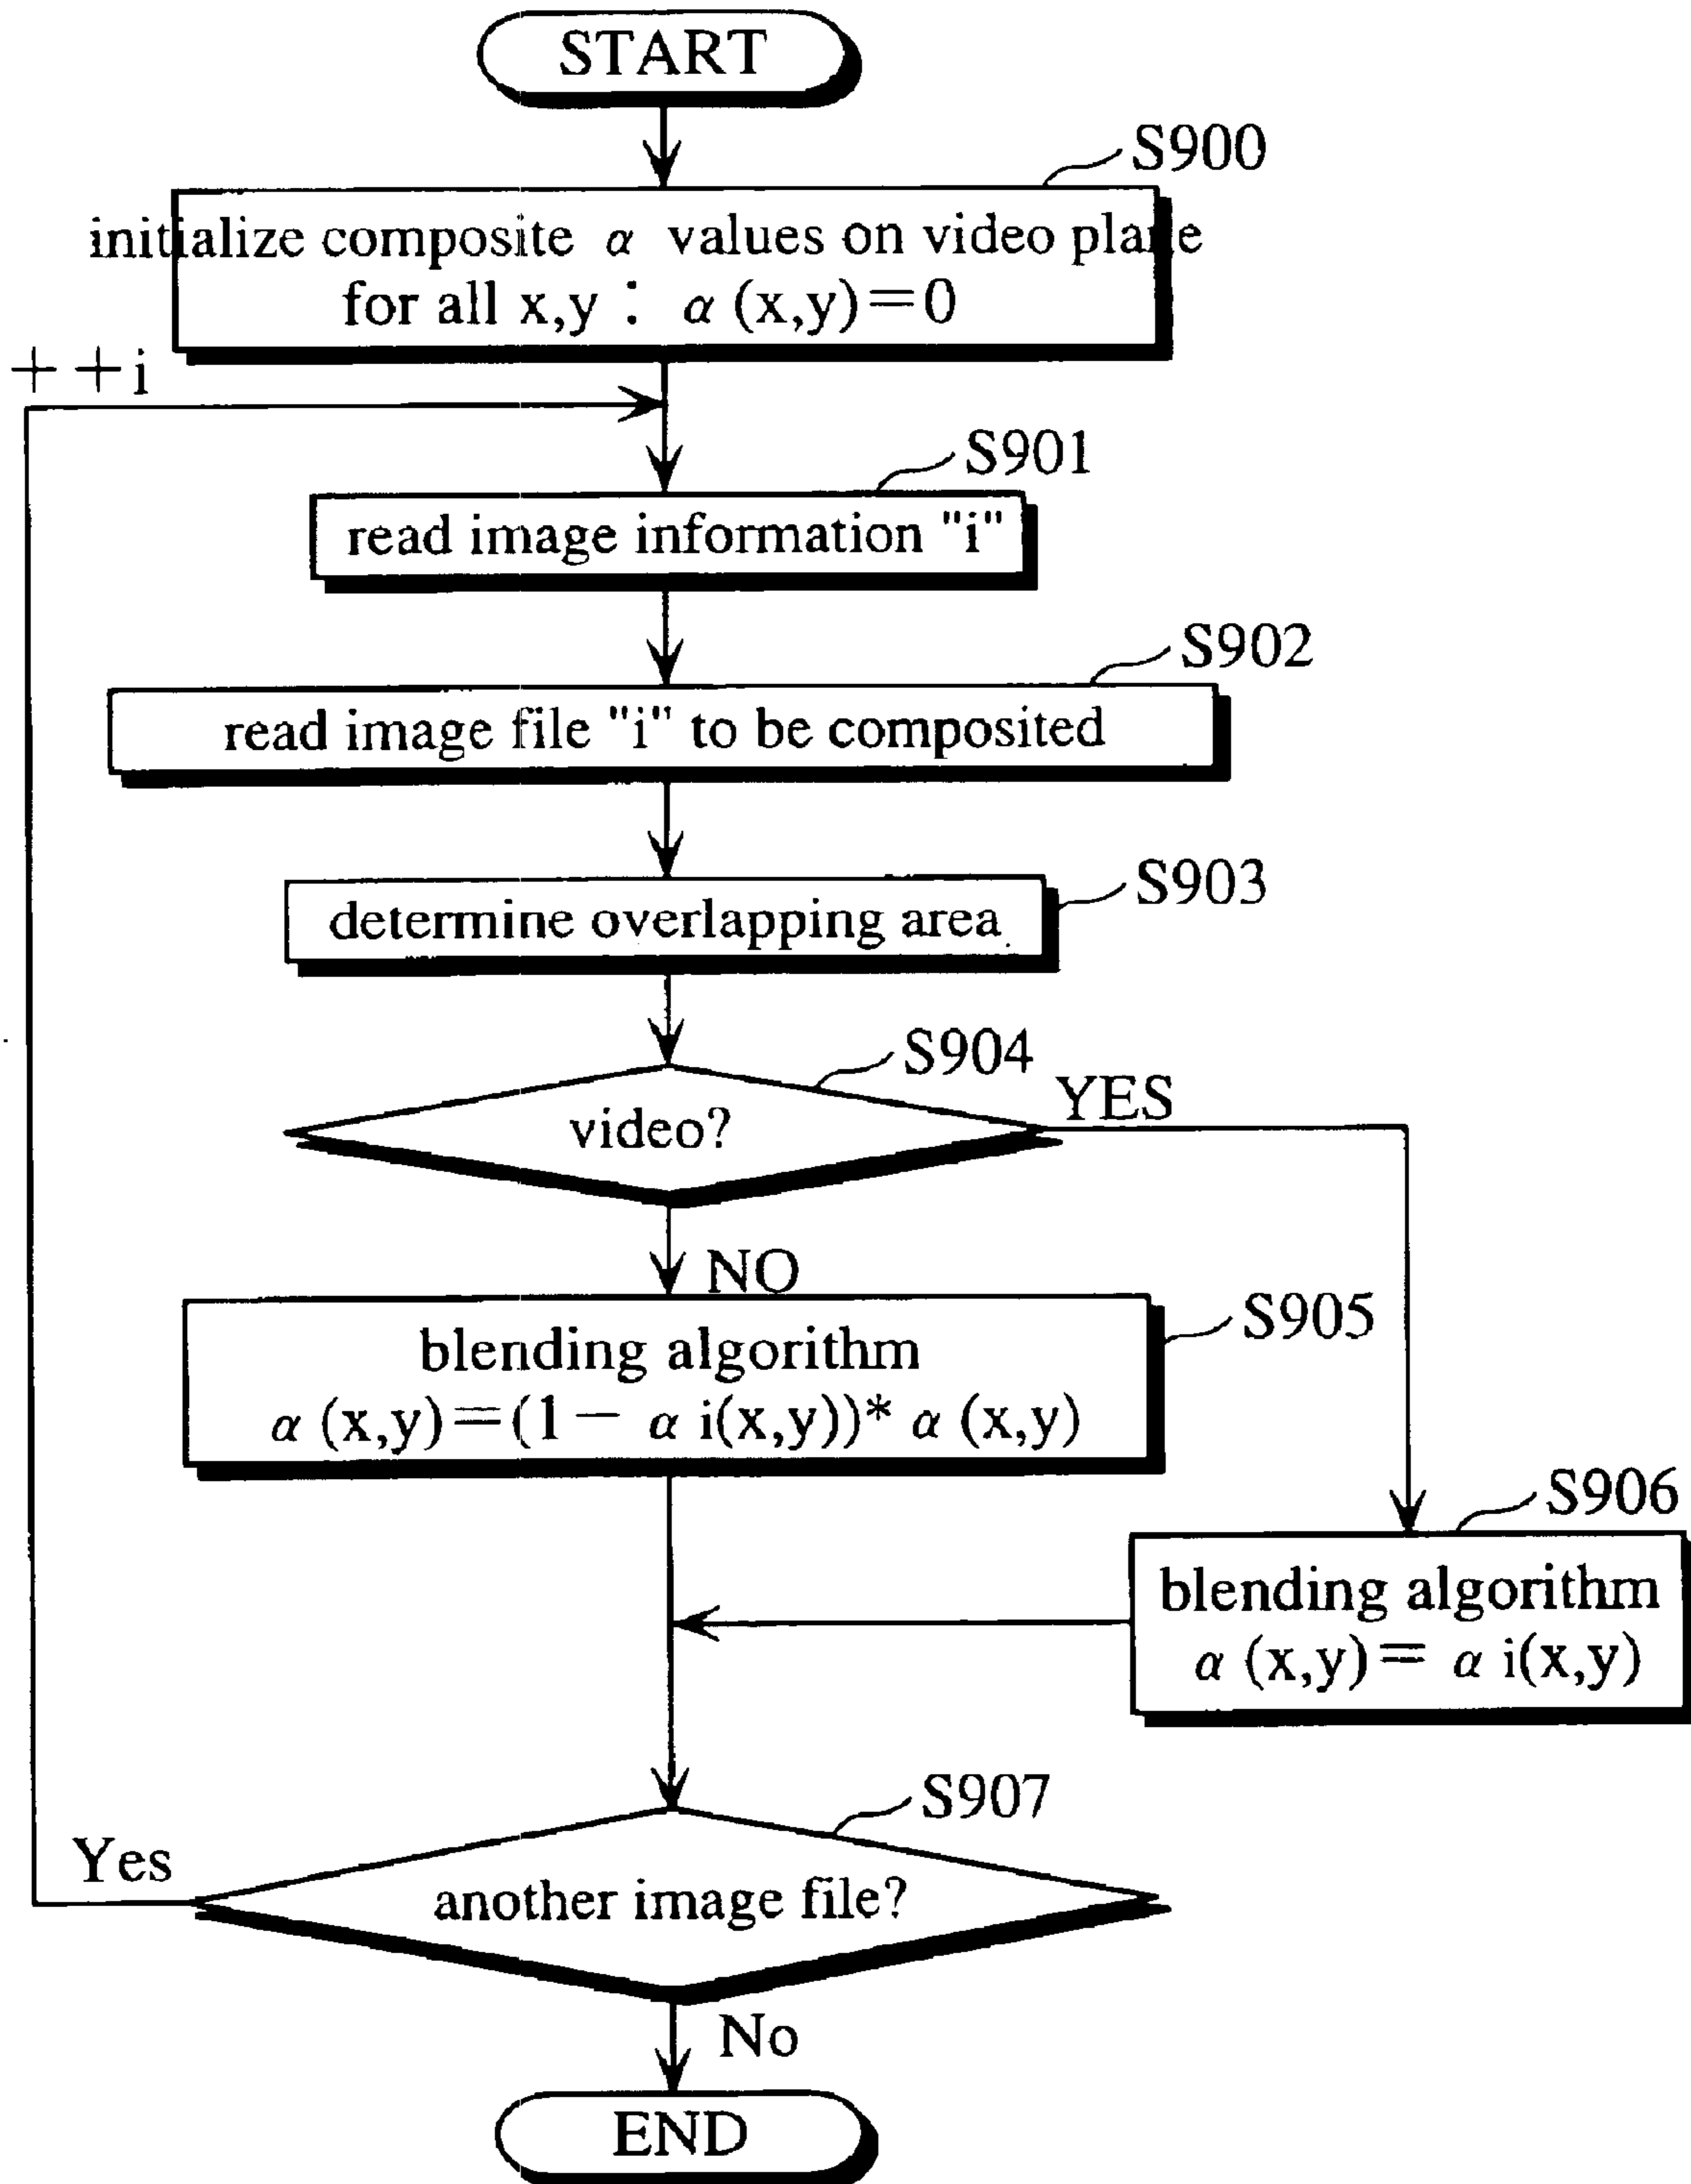 START
S900
initialize composite α values on video plane
for all x,y : α (x,y)=0
++i
S901
read image information "i"
S902
read image file "i" to be composited
S903
determine overlapping area
S904
video?
YES
NO
S905
blending algorithm
α (x,y)=(1- α i(x,y))* α (x,y)
S906
blending algorithm
α (x,y)= α i(x,y)
S907
Yes
another image file?
No
END